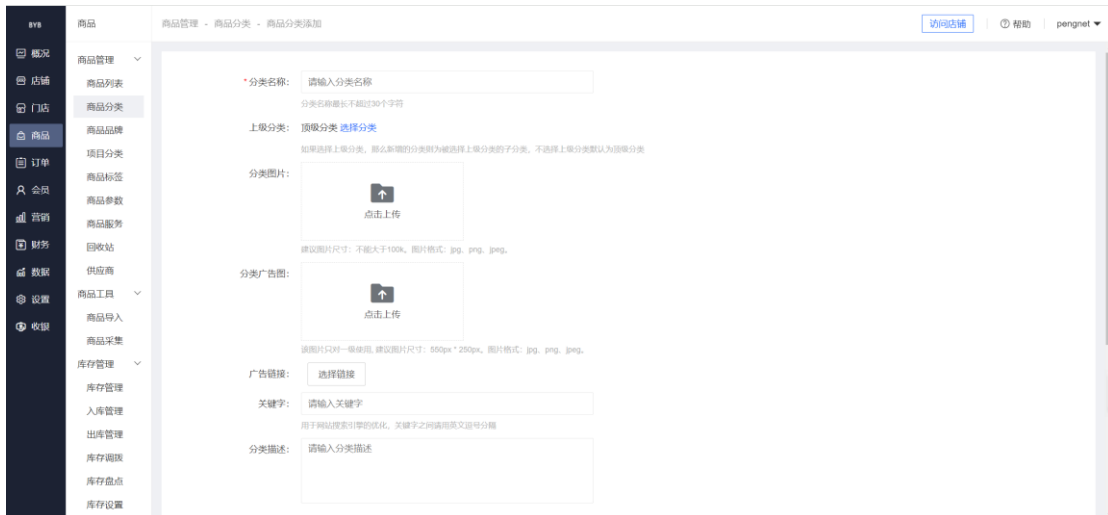 BYB
商品
商品管理 - 商品分类 - 商品分类添加
访问店铺
帮助
pengnet
概况
店铺
门店
商品
订单
会员
营销
财务
数据
设置
收银
商品管理
商品列表
商品分类
商品品牌
项目分类
商品标签
商品参数
商品服务
回收站
供应商
商品工具
商品导入
商品采集
库存管理
库存管理
入库管理
出库管理
库存调拨
库存盘点
库存设置
*分类名称： 请输入分类名称
分类名称最长不超过30个字符
上级分类： 顶级分类 选择分类
如果选择上级分类，那么新增的分类则为被选择上级分类的子分类，不选择上级分类默认为顶级分类
分类图片：
点击上传
建议图片尺寸：不能大于100k。图片格式：jpg、png、jpeg。
分类广告图：
点击上传
该图片只对一级使用, 建议图片尺寸：550px * 250px。图片格式：jpg、png、jpeg。
广告链接： 选择链接
关键字： 请输入关键字
用于网站搜索引擎的优化，关键字之间请用英文逗号分隔
分类描述： 请输入分类描述